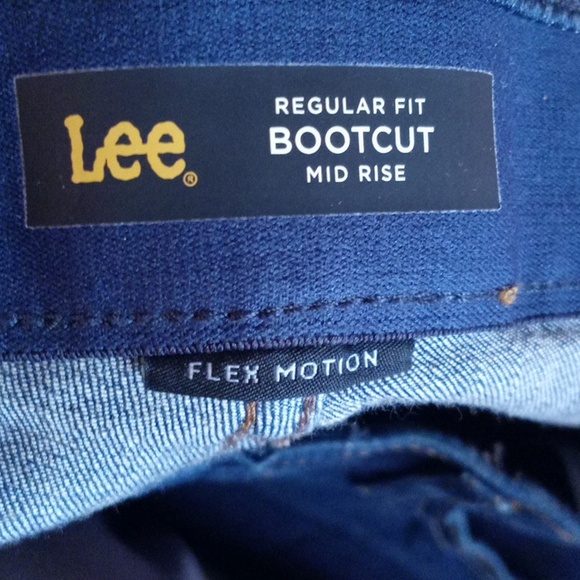 Lee®
REGULAR FIT
BOOTCUT
MID RISE
FLEX MOTION